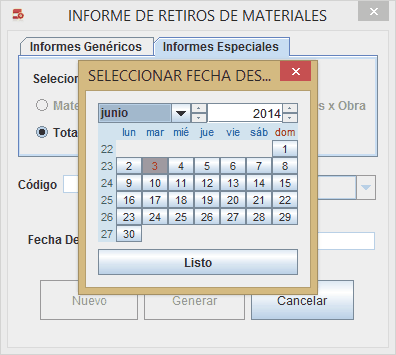 INFORME DE RETIROS DE MATERIALES
Informes Genéricos Informes Especiales
SELECCIONAR FECHA DES...
junio 2014
lun mar mié jue vie sáb dom
22 1
23 2 3 4 5 6 7 8
24 9 10 11 12 13 14 15
25 16 17 18 19 20 21 22
26 23 24 25 26 27 28 29
27 30
Listo
Selecion
Mate s x Obra
Tota
Código
Fecha De
Nuevo Generar Cancelar